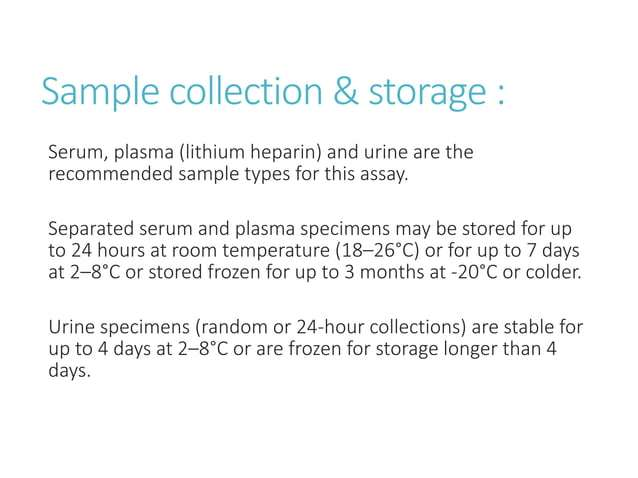 Sample collection & storage :
Serum, plasma (lithium heparin) and urine are the
recommended sample types for this assay.
Separated serum and plasma specimens may be stored for up
to 24 hours at room temperature (18–26°C) or for up to 7 days
at 2–8°C or stored frozen for up to 3 months at -20°C or colder.
Urine specimens (random or 24-hour collections) are stable for
up to 4 days at 2–8°C or are frozen for storage longer than 4
days.